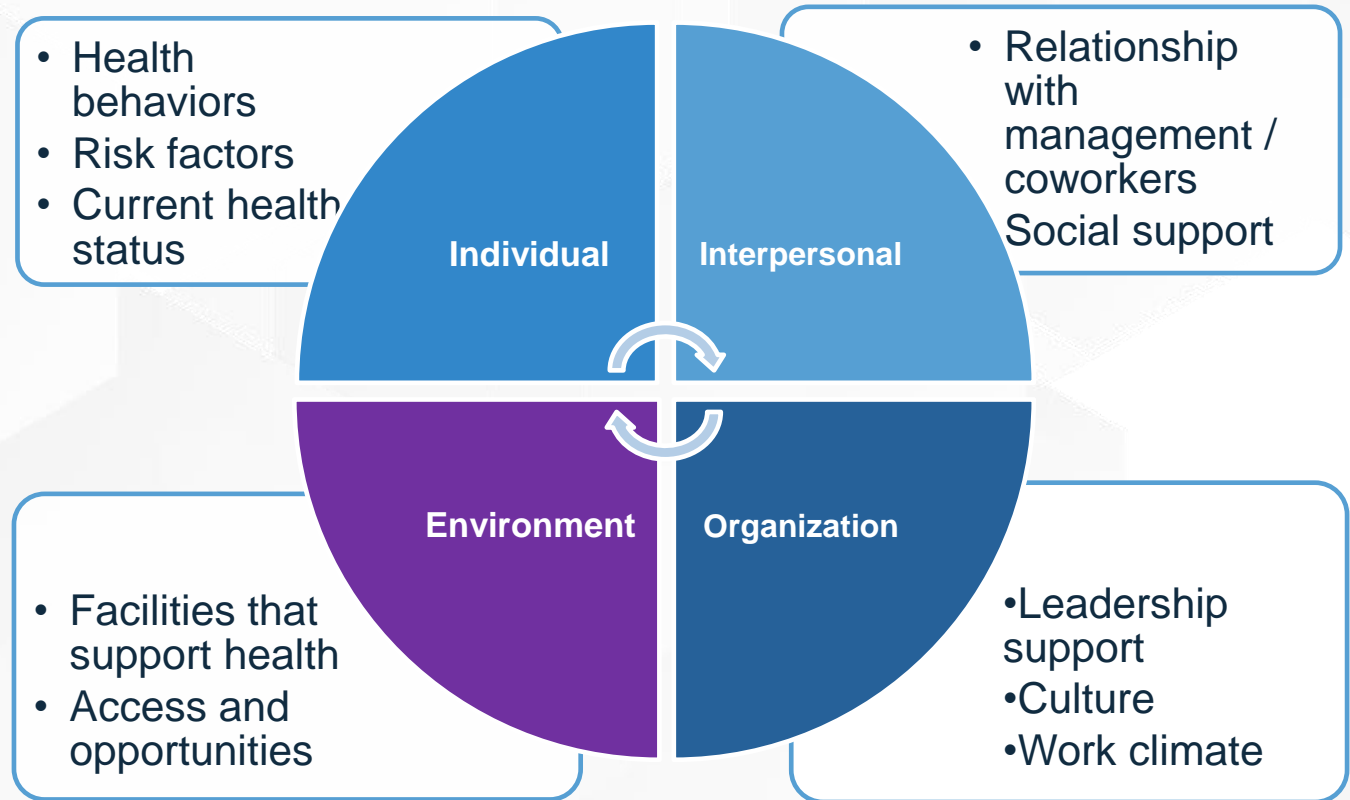 • Health
behaviors
• Risk factors
• Current health
status
• Relationship
with
management /
coworkers
Social support
Individual
Interpersonal
Environment
Organization
• Facilities that
support health
• Access and
opportunities
•Leadership
support
•Culture
•Work climate